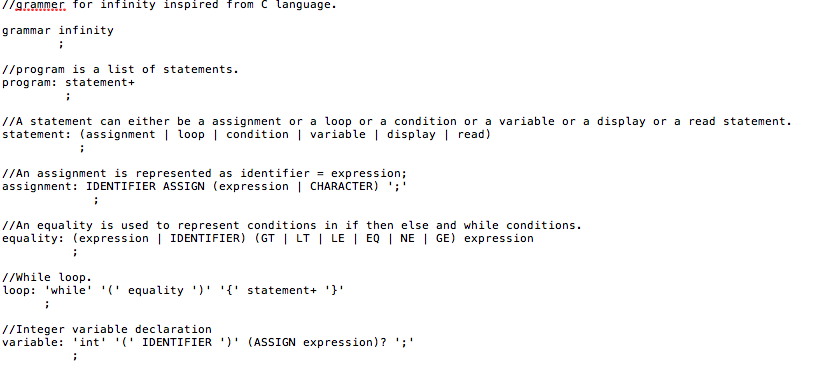 //grammer for infinity inspired from C language.
grammar infinity
;
//program is a list of statements.
program: statement+
;
//A statement can either be a assignment or a loop or a condition or a variable or a display or a read statement.
statement: (assignment | loop | condition | variable | display | read)
;
//An assignment is represented as identifier = expression;
assignment: IDENTIFIER ASSIGN (expression | CHARACTER) ';'
;
//An equality is used to represent conditions in if then else and while conditions.
equality: (expression | IDENTIFIER) (GT | LT | LE | EQ | NE | GE) expression
;
//While loop.
loop: 'while' '(' equality ')' '{' statement+ '}'
;
//Integer variable declaration
variable: 'int' '(' IDENTIFIER ')' (ASSIGN expression)? ';'
;